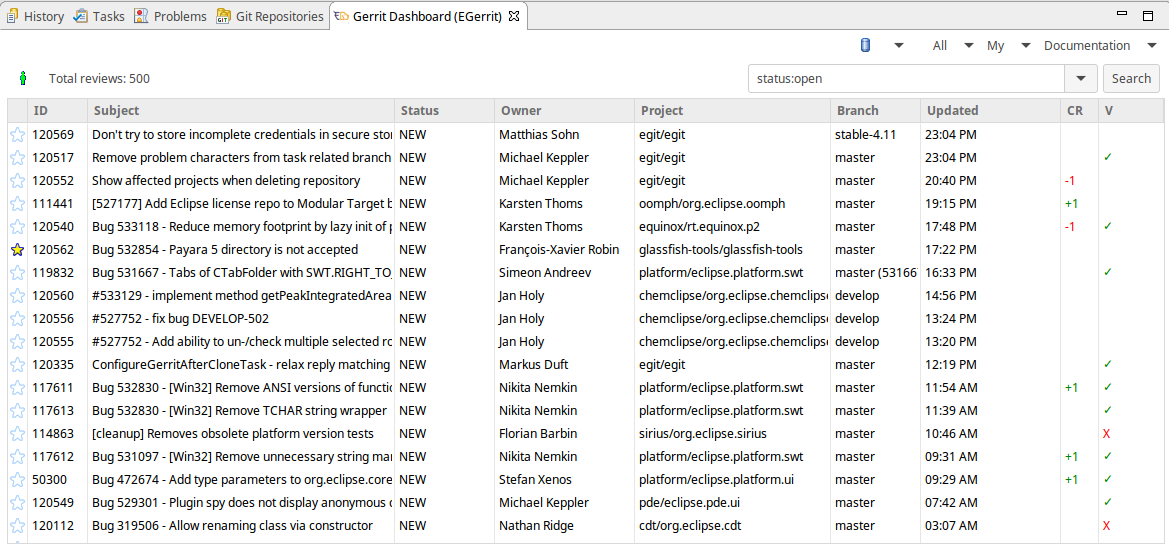 History Tasks Problems Git Repositories Gerrit Dashboard (EGerrit)
All My Documentation
Total reviews: 500 status:open Search
ID Subject Status Owner Project Branch Updated CR V
120569 Don't try to store incomplete credentials in secure stor NEW Matthias Sohn egit/egit stable-4.11 23:04 PM
120517 Remove problem characters from task related branch NEW Michael Keppler egit/egit master 23:04 PM ✓
120552 Show affected projects when deleting repository NEW Michael Keppler egit/egit master 20:40 PM -1
111441 [527177] Add Eclipse license repo to Modular Target b NEW Karsten Thoms oomph/org.eclipse.oomph master 19:15 PM +1
120540 Bug 533118 - Reduce memory footprint by lazy init of p NEW Karsten Thoms equinox/rt.equinox.p2 master 17:48 PM -1 ✓
120562 Bug 532854 - Payara 5 directory is not accepted NEW François-Xavier Robin glassfish-tools/glassfish-tools master 17:22 PM
119832 Bug 531667 - Tabs of CTabFolder with SWT.RIGHT_TO_ NEW Simeon Andreev platform/eclipse.platform.swt master (53166 16:33 PM ✓
120560 #533129 - implement method getPeakIntegratedArea NEW Jan Holy chemclipse/org.eclipse.chemclipse develop 14:56 PM
120556 #527752 - fix bug DEVELOP-502 NEW Jan Holy chemclipse/org.eclipse.chemclipse develop 13:24 PM
120555 #527752 - Add ability to un-/check multiple selected ro NEW Jan Holy chemclipse/org.eclipse.chemclipse develop 13:20 PM
120335 ConfigureGerritAfterCloneTask - relax reply matching NEW Markus Duft egit/egit master 12:19 PM ✓
117611 Bug 532830 - [Win32] Remove ANSI versions of functio NEW Nikita Nemkin platform/eclipse.platform.swt master 11:54 AM +1 ✓
117613 Bug 532830 - [Win32] Remove TCHAR string wrapper NEW Nikita Nemkin platform/eclipse.platform.swt master 11:39 AM ✓
114863 [cleanup] Removes obsolete platform version tests NEW Florian Barbin sirius/org.eclipse.sirius master 10:46 AM X
117612 Bug 531097 - [Win32] Remove unnecessary string mar NEW Nikita Nemkin platform/eclipse.platform.swt master 09:31 AM +1 ✓
50300 Bug 472674 - Add type parameters to org.eclipse.core NEW Stefan Xenos platform/eclipse.platform.ui master 09:29 AM +1 ✓
120549 Bug 529301 - Plugin spy does not display anonymous c NEW Michael Keppler pde/eclipse.pde.ui master 07:42 AM ✓
120112 Bug 319506 - Allow renaming class via constructor NEW Nathan Ridge cdt/org.eclipse.cdt master 03:07 AM X